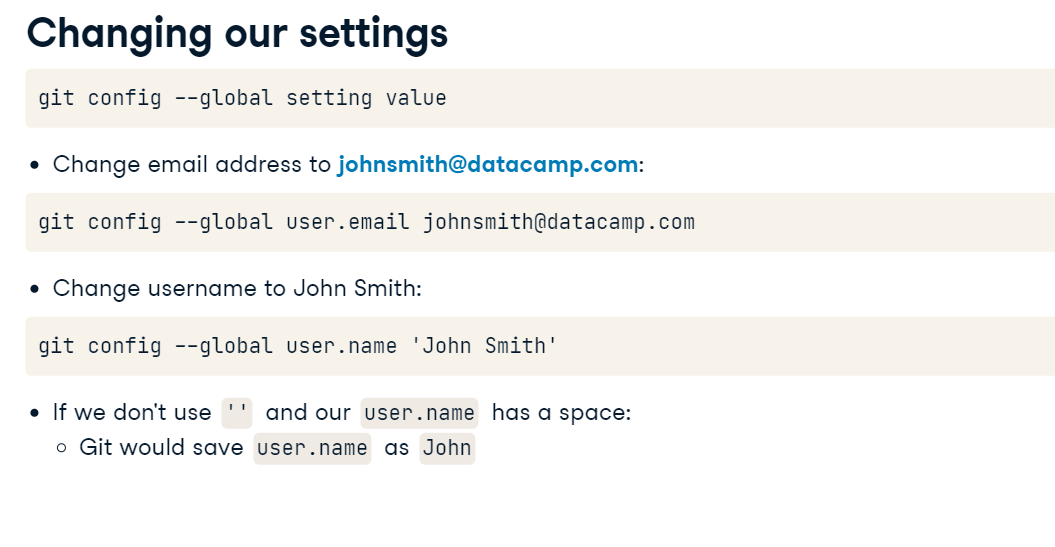 Changing our settings
git config --global setting value
• Change email address to johnsmith@datacamp.com:
git config --global user.email johnsmith@datacamp.com
• Change username to John Smith:
git config --global user.name 'John Smith'
• If we don't use '' and our user.name has a space:
○ Git would save user.name as John